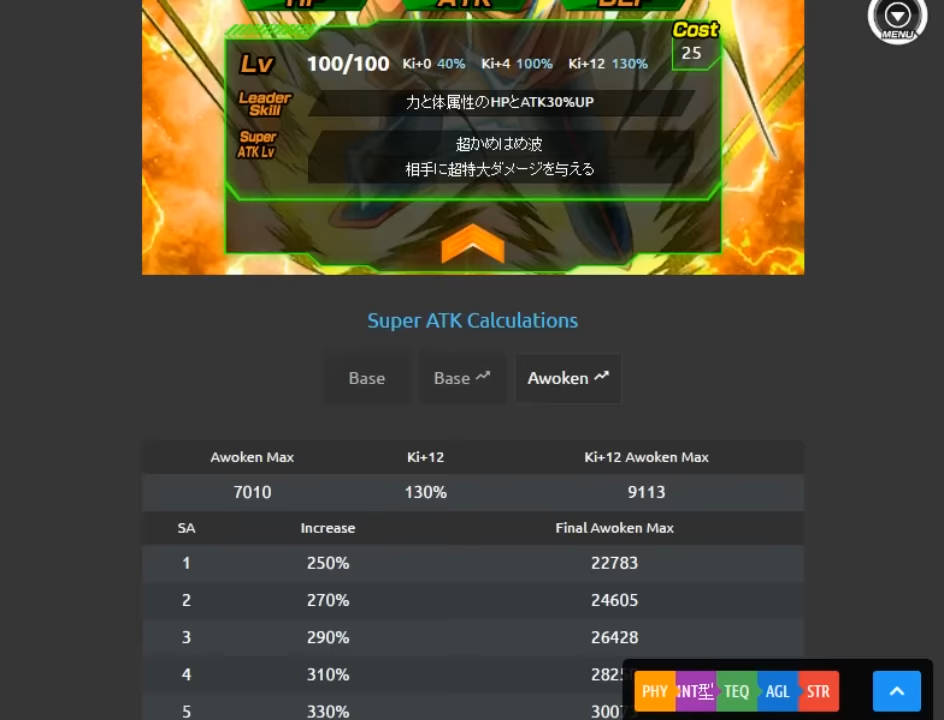 HP ATK DEF
Cost
25
MENU
Lv 100/100 Ki+0 40% Ki+4 100% Ki+12 130%
Leader
Skill
力と体属性のHPとATK30%UP
Super
ATK Lv
超かめはめ波
相手に超特大ダメージを与える
Super ATK Calculations
Base Base Awoken
Awoken Max Ki+12 Ki+12 Awoken Max
7010 130% 9113
SA Increase Final Awoken Max
1 250% 22783
2 270% 24605
3 290% 26428
4 310%
5 330%
PHY INT型 TEQ AGL STR